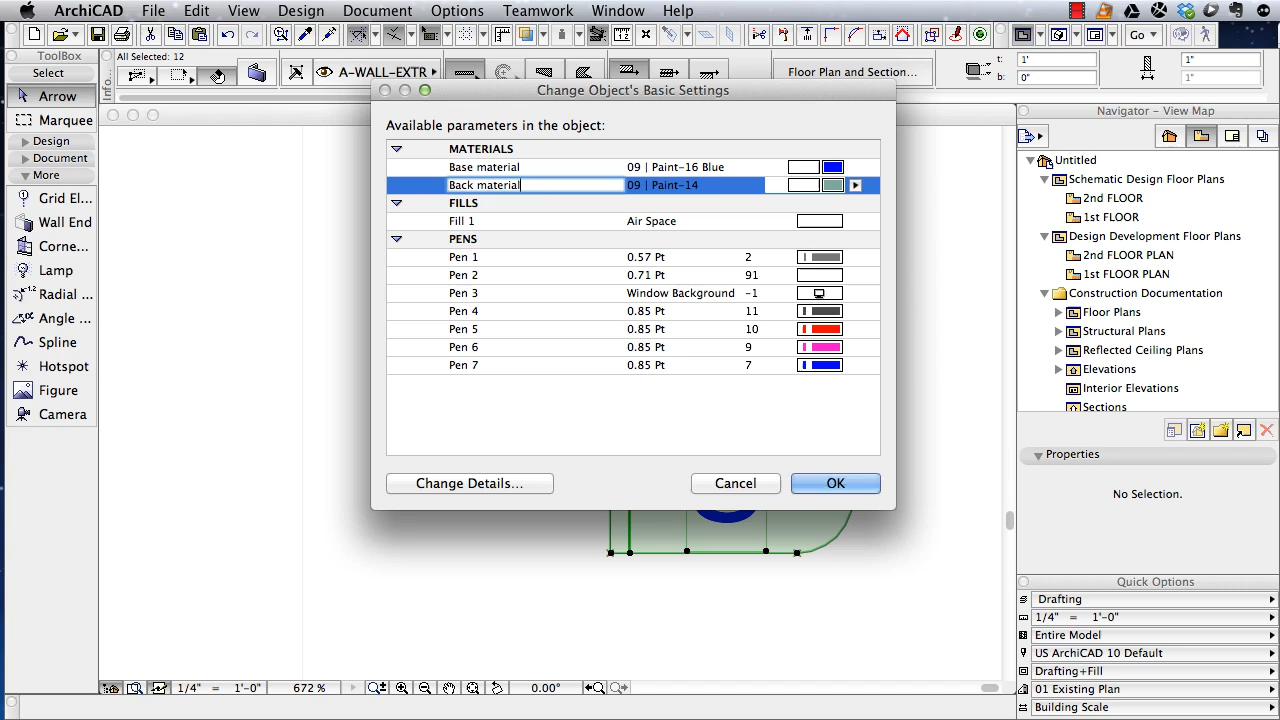 ArchiCAD File Edit View Design Document Options Teamwork Window Help
Go
ToolBox
Select
Arrow
Marquee
Design
Document
More
Grid El...
Wall End
Corne...
Lamp
Radial ...
Angle ...
Spline
Hotspot
Figure
Camera
Info...
All Selected: 12
A-WALL-EXTR
Floor Plan and Section...
t: 1'
b: 0"
1"
1"
Change Object's Basic Settings
Available parameters in the object:
MATERIALS
Base material 09 | Paint-16 Blue
Back material 09 | Paint-14
FILLS
Fill 1 Air Space
PENS
Pen 1 0.57 Pt 2
Pen 2 0.71 Pt 91
Pen 3 Window Background -1
Pen 4 0.85 Pt 11
Pen 5 0.85 Pt 10
Pen 6 0.85 Pt 9
Pen 7 0.85 Pt 7
Change Details... Cancel OK
Navigator - View Map
Untitled
Schematic Design Floor Plans
2nd FLOOR
1st FLOOR
Design Development Floor Plans
2nd FLOOR PLAN
1st FLOOR PLAN
Construction Documentation
Floor Plans
Structural Plans
Reflected Ceiling Plans
Elevations
Interior Elevations
Sections
Properties
No Selection.
Quick Options
Drafting
1/4" = 1'-0"
Entire Model
US ArchiCAD 10 Default
Drafting+Fill
01 Existing Plan
Building Scale
1/4" = 1'-0" 672 % 0.00°